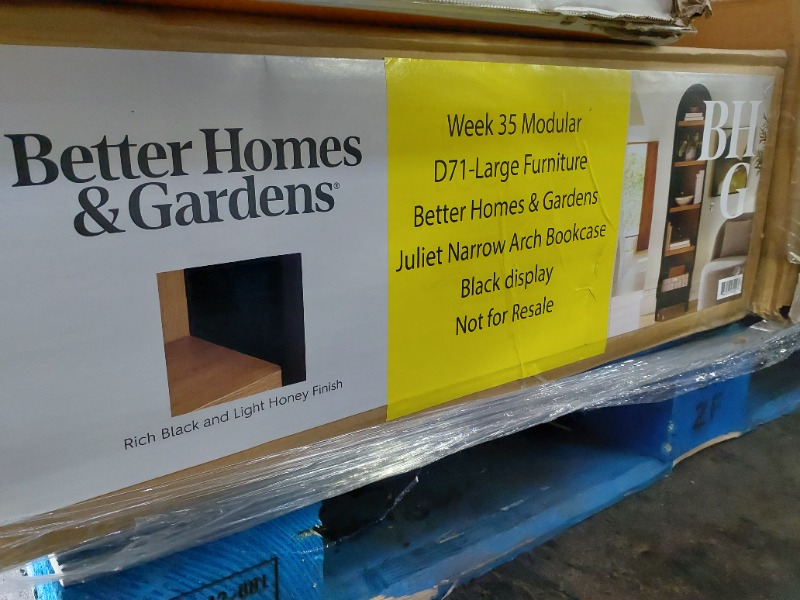 Better Homes
& Gardens®
Rich Black and Light Honey Finish
Week 35 Modular
D71-Large Furniture
Better Homes & Gardens
Juliet Narrow Arch Bookcase
Black display
Not for Resale
BH
G